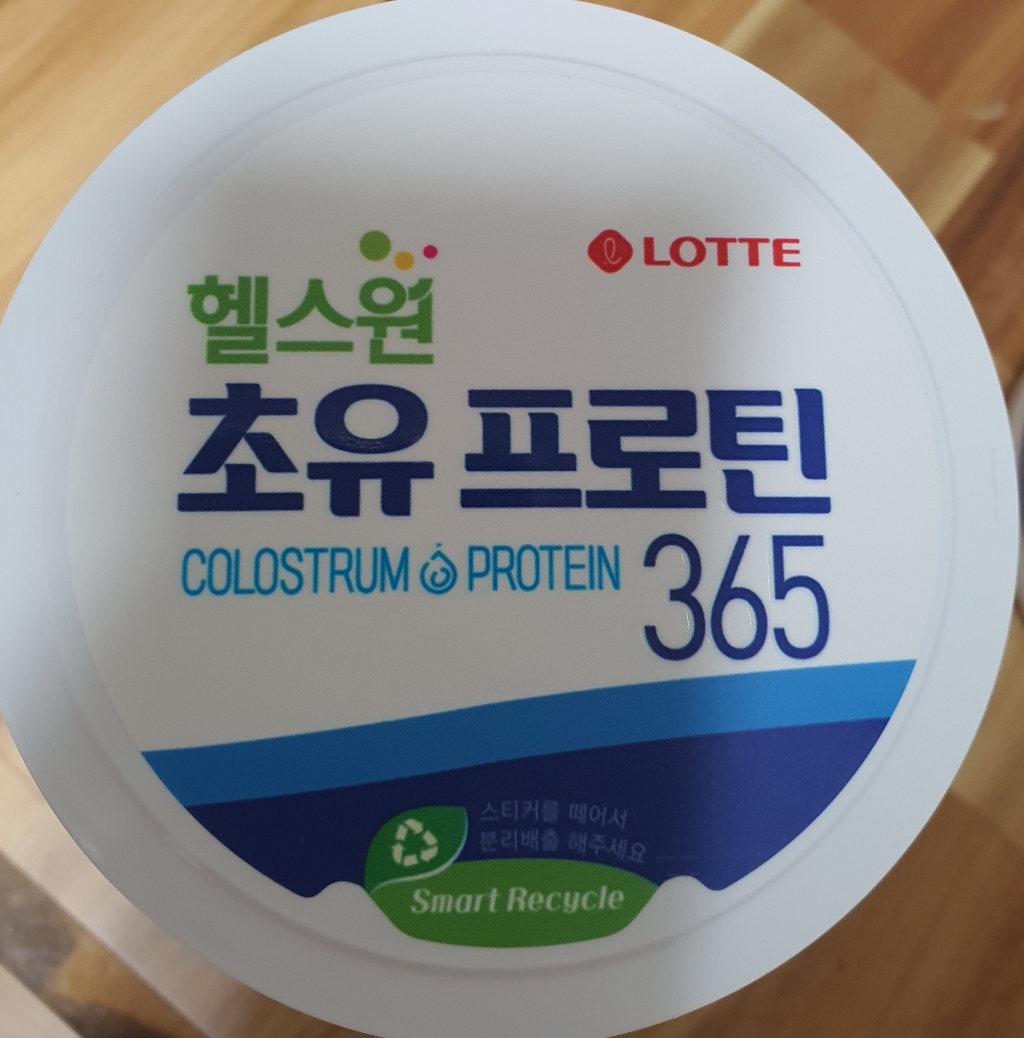 헬스원
LOTTE
초유 프로틴
COLOSTRUM PROTEIN 365
스티커를 떼어서
분리배출 해주세요
Smart Recycle